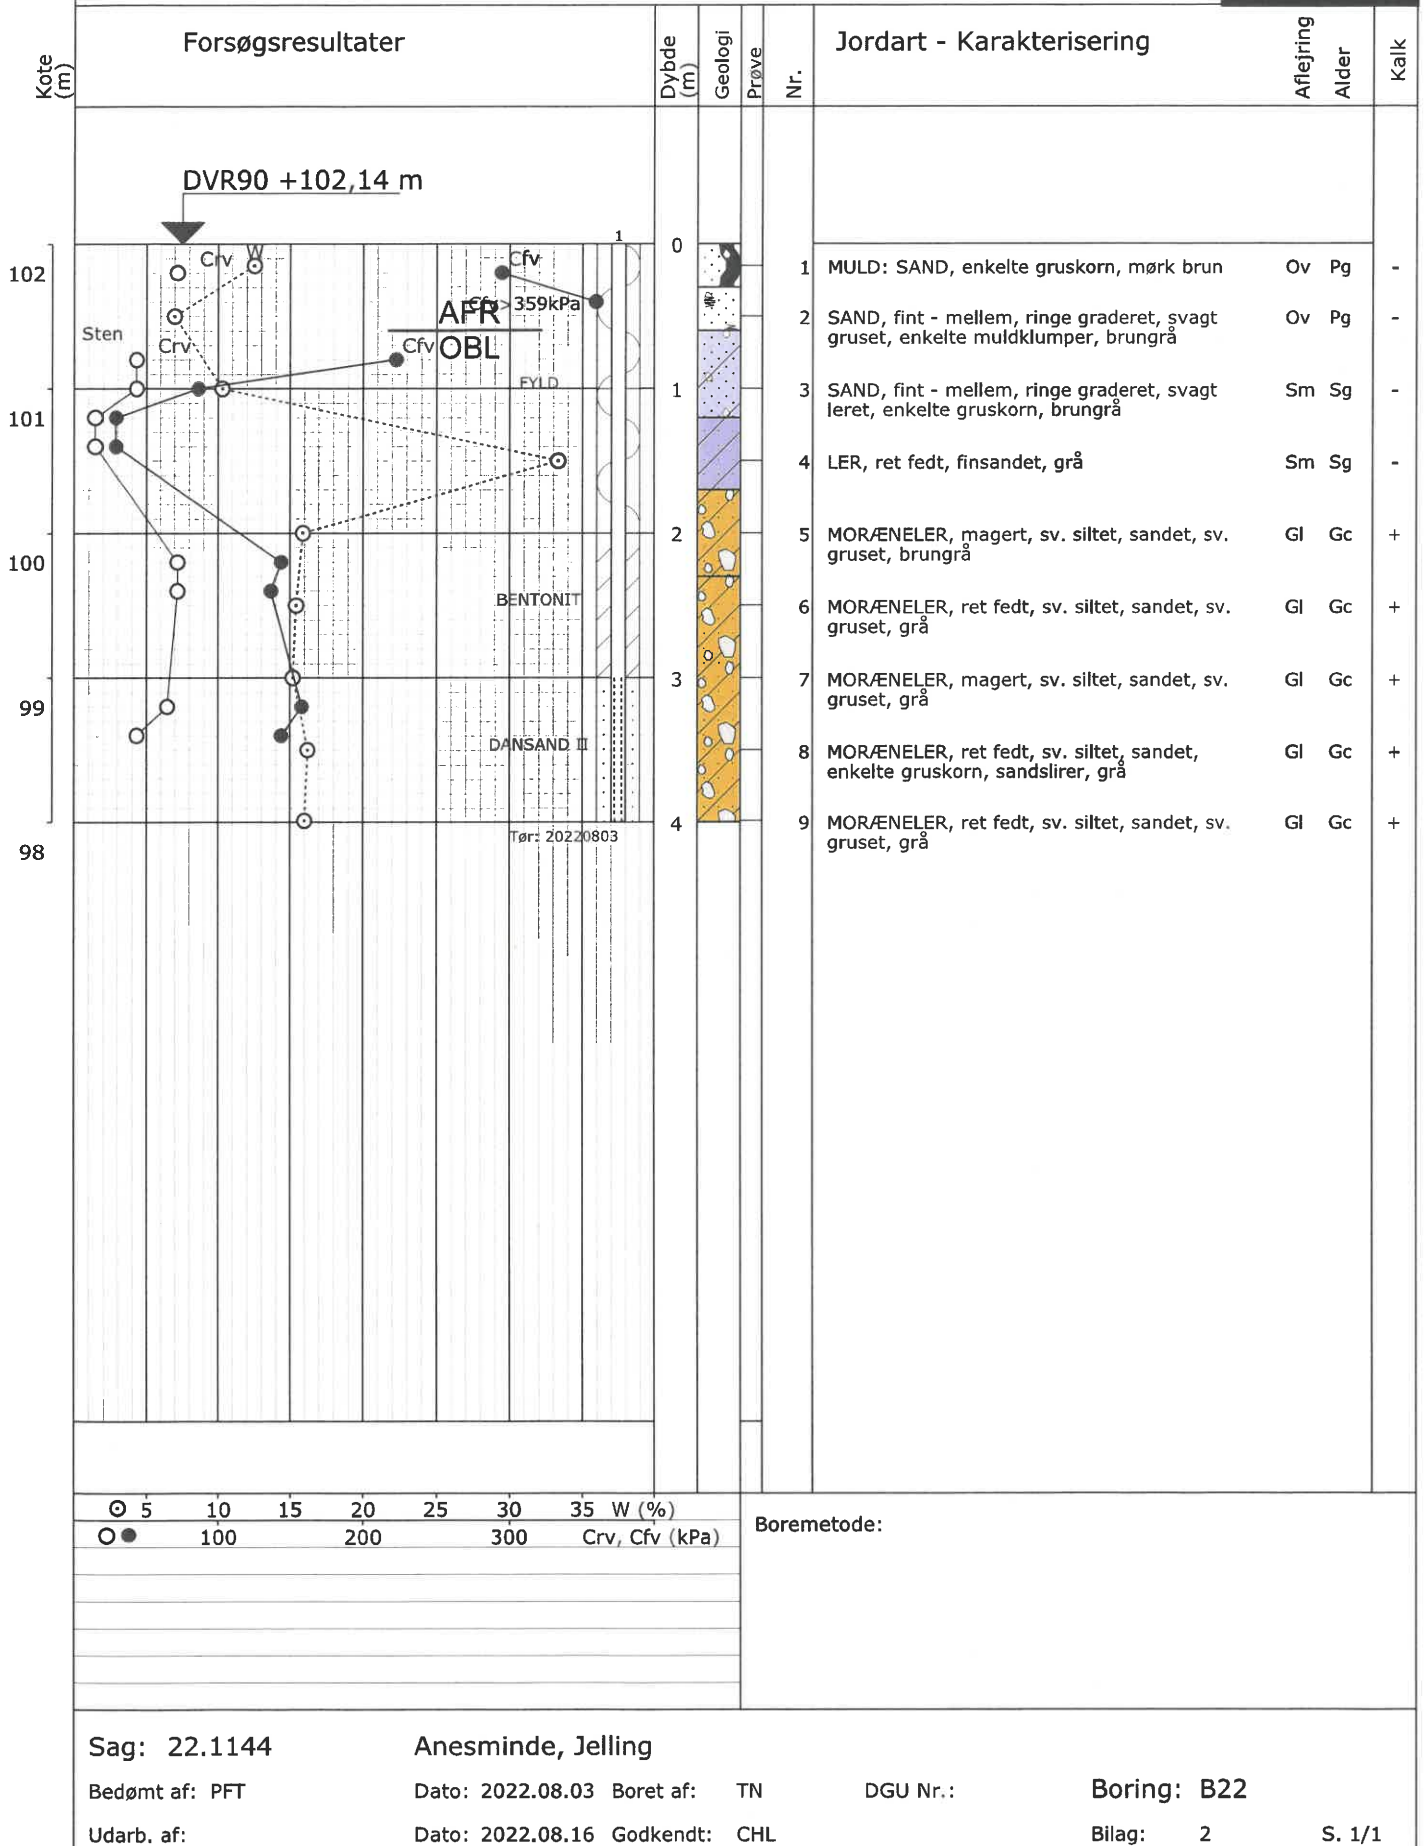 Forsøgsresultater
Kote (m)
Dybde (m)
Geologi
Prøve
Nr.
Jordart - Karakterisering
Aflejring
Alder
Kalk
DVR90 +102,14 m
1
0
102
Crv
W
Cfv
1 MULD: SAND, enkelte gruskorn, mørk brun Ov Pg -
Cfv> 359kPa
AFR
Sten
2 SAND, fint - mellem, ringe graderet, svagt Ov Pg -
gruset, enkelte muldklumper, brungrå
Crv
Cfv
OBL
FYLD
1
3 SAND, fint - mellem, ringe graderet, svagt Sm Sg -
leret, enkelte gruskorn, brungrå
101
4 LER, ret fedt, finsandet, grå Sm Sg -
2
5 MORÆNELER, magert, sv. siltet, sandet, sv. Gl Gc +
gruset, brungrå
100
BENTONIT
6 MORÆNELER, ret fedt, sv. siltet, sandet, sv. Gl Gc +
gruset, grå
3
7 MORÆNELER, magert, sv. siltet, sandet, sv. Gl Gc +
gruset, grå
99
DANSAND II
8 MORÆNELER, ret fedt, sv. siltet, sandet, Gl Gc +
enkelte gruskorn, sandslirer, grå
4
9 MORÆNELER, ret fedt, sv. siltet, sandet, sv. Gl Gc +
gruset, grå
Tør: 20220803
98
5 10 15 20 25 30 35 W (%)
100 200 300 Crv, Cfv (kPa)
Boremetode:
Sag: 22.1144 Anesminde, Jelling
Bedømt af: PFT Dato: 2022.08.03 Boret af: TN DGU Nr.: Boring: B22
Udarb. af: Dato: 2022.08.16 Godkendt: CHL Bilag: 2 S. 1/1